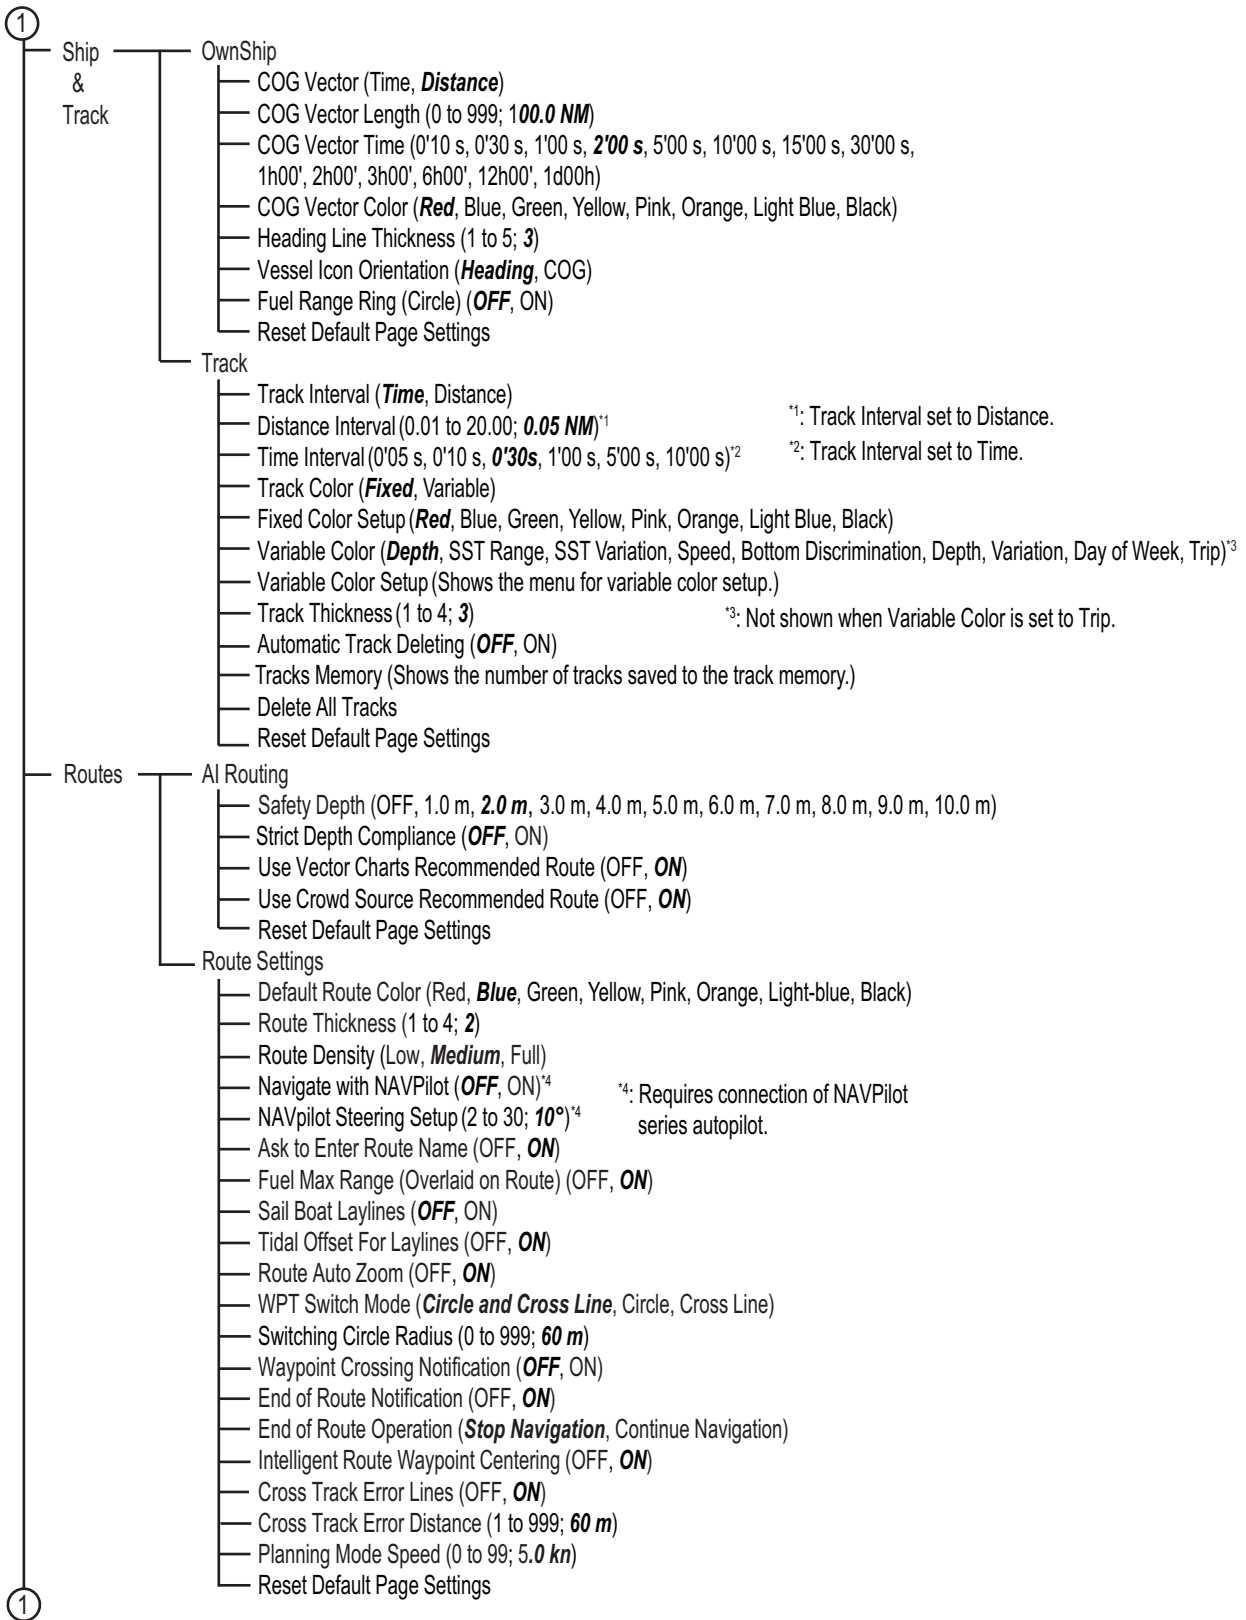 1
Ship
&
Track
OwnShip
COG Vector (Time, Distance)
COG Vector Length (0 to 999; 100.0 NM)
COG Vector Time (0'10 s, 0'30 s, 1'00 s, 2'00 s, 5'00 s, 10'00 s, 15'00 s, 30'00 s,
1h00', 2h00', 3h00', 6h00', 12h00', 1d00h)
COG Vector Color (Red, Blue, Green, Yellow, Pink, Orange, Light Blue, Black)
Heading Line Thickness (1 to 5; 3)
Vessel Icon Orientation (Heading, COG)
Fuel Range Ring (Circle) (OFF, ON)
Reset Default Page Settings
Track
Track Interval (Time, Distance)
Distance Interval (0.01 to 20.00; 0.05 NM)*1
*1: Track Interval set to Distance.
Time Interval (0'05 s, 0'10 s, 0'30s, 1'00 s, 5'00 s, 10'00 s)*2
*2: Track Interval set to Time.
Track Color (Fixed, Variable)
Fixed Color Setup (Red, Blue, Green, Yellow, Pink, Orange, Light Blue, Black)
Variable Color (Depth, SST Range, SST Variation, Speed, Bottom Discrimination, Depth, Variation, Day of Week, Trip)*3
Variable Color Setup (Shows the menu for variable color setup.)
Track Thickness (1 to 4; 3)
*3: Not shown when Variable Color is set to Trip.
Automatic Track Deleting (OFF, ON)
Tracks Memory (Shows the number of tracks saved to the track memory.)
Delete All Tracks
Reset Default Page Settings
Routes
AI Routing
Safety Depth (OFF, 1.0 m, 2.0 m, 3.0 m, 4.0 m, 5.0 m, 6.0 m, 7.0 m, 8.0 m, 9.0 m, 10.0 m)
Strict Depth Compliance (OFF, ON)
Use Vector Charts Recommended Route (OFF, ON)
Use Crowd Source Recommended Route (OFF, ON)
Reset Default Page Settings
Route Settings
Default Route Color (Red, Blue, Green, Yellow, Pink, Orange, Light-blue, Black)
Route Thickness (1 to 4; 2)
Route Density (Low, Medium, Full)
Navigate with NAVPilot (OFF, ON)*4
*4: Requires connection of NAVPilot
series autopilot.
NAVpilot Steering Setup (2 to 30; 10°)*4
Ask to Enter Route Name (OFF, ON)
Fuel Max Range (Overlaid on Route) (OFF, ON)
Sail Boat Laylines (OFF, ON)
Tidal Offset For Laylines (OFF, ON)
Route Auto Zoom (OFF, ON)
WPT Switch Mode (Circle and Cross Line, Circle, Cross Line)
Switching Circle Radius (0 to 999; 60 m)
Waypoint Crossing Notification (OFF, ON)
End of Route Notification (OFF, ON)
End of Route Operation (Stop Navigation, Continue Navigation)
Intelligent Route Waypoint Centering (OFF, ON)
Cross Track Error Lines (OFF, ON)
Cross Track Error Distance (1 to 999; 60 m)
Planning Mode Speed (0 to 99; 5.0 kn)
Reset Default Page Settings
1